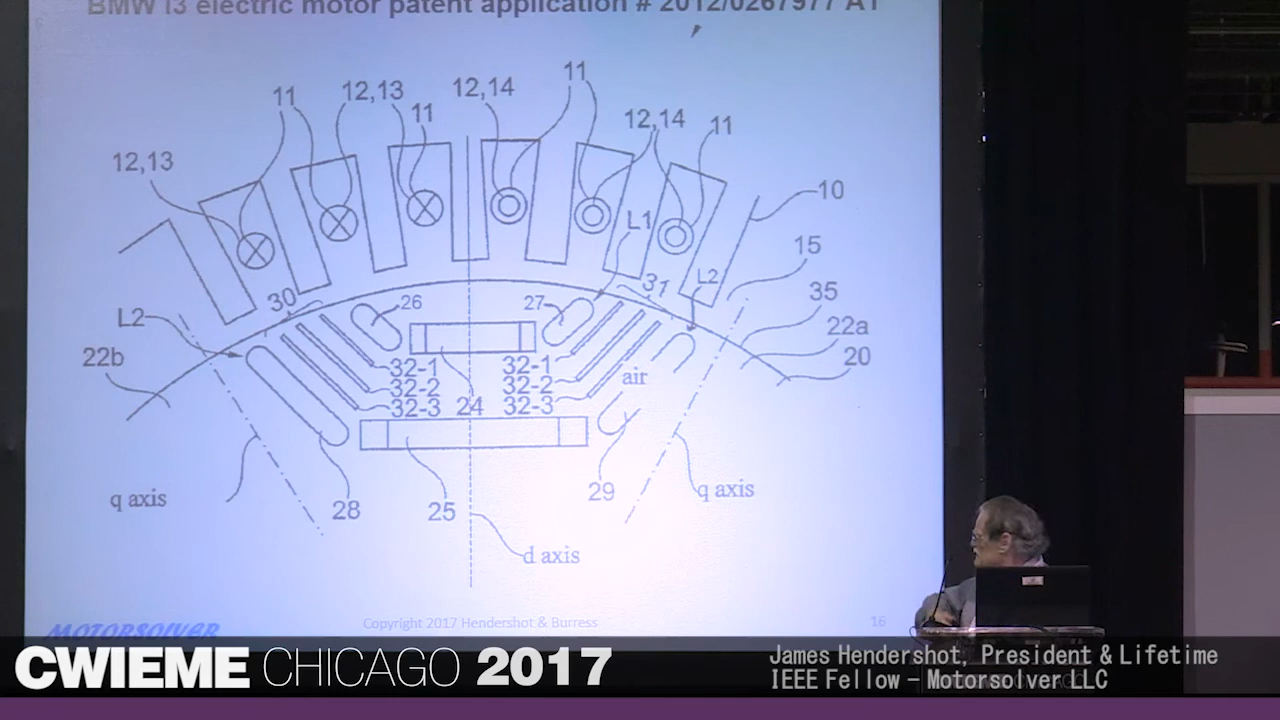 BMW i3 electric motor patent application # 2012/0267977 A1
11
12,13
11
12,14
11
12,14
11
12,13
10
L1
15
30
31
L2
35
L2
26
27
22a
22b
20
32-1
32-1
32-2
32-2
air
32-3
24
32-3
q axis
28
25
29
q axis
d axis
MOTORSOLVER
Copyright 2017 Hendershot & Burress
16
CWIEME CHICAGO 2017
James Hendershot, President & Lifetime
IEEE Fellow – Motorsolver LLC